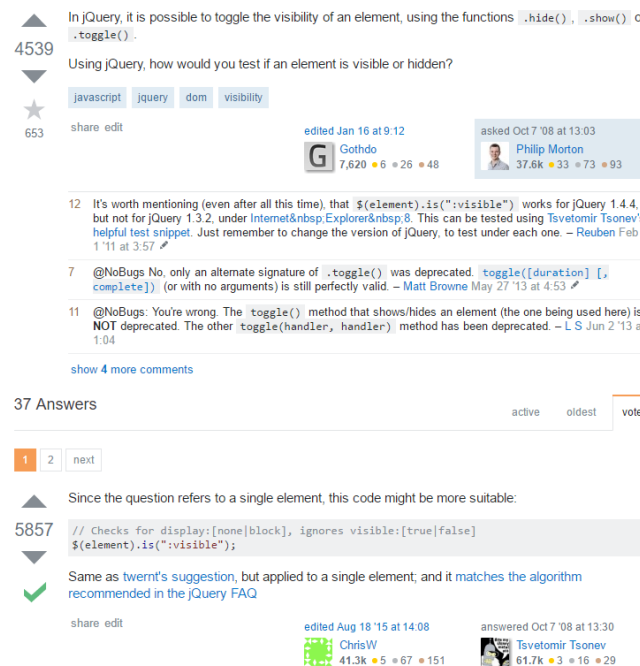 In jQuery, it is possible to toggle the visibility of an element, using the functions .hide() , .show()
4539
.toggle() .
Using jQuery, how would you test if an element is visible or hidden?
javascript jquery dom visibility
653
share edit
edited Jan 16 at 9:12
Gothdo
7,620 6 26 48
asked Oct 7 '08 at 13:03
Philip Morton
37.6k 33 73 93
12 It's worth mentioning (even after all this time), that $(element).is(":visible") works for jQuery 1.4.4,
but not for jQuery 1.3.2, under Internet&nbsp;Explorer&nbsp;8. This can be tested using Tsvetomir Tsonev's
helpful test snippet. Just remember to change the version of jQuery, to test under each one. – Reuben Feb
1 '11 at 3:57
7 @NoBugs No, only an alternate signature of .toggle() was deprecated. toggle([duration] [,
complete]) (or with no arguments) is still perfectly valid. – Matt Browne May 27 '13 at 4:53
11 @NoBugs: You're wrong. The toggle() method that shows/hides an element (the one being used here) is
NOT deprecated. The other toggle(handler, handler) method has been deprecated. – L S Jun 2 '13
1:04
show 4 more comments
37 Answers
active oldest vote
1 2 next
Since the question refers to a single element, this code might be more suitable:
5857
// Checks for display:[none|block], ignores visible:[true|false]
$(element).is(":visible");
Same as twernt's suggestion, but applied to a single element; and it matches the algorithm
recommended in the jQuery FAQ
share edit
edited Aug 18 '15 at 14:08
ChrisW
41.3k 5 67 151
answered Oct 7 '08 at 13:30
Tsvetomir Tsonev
61.7k 3 16 29